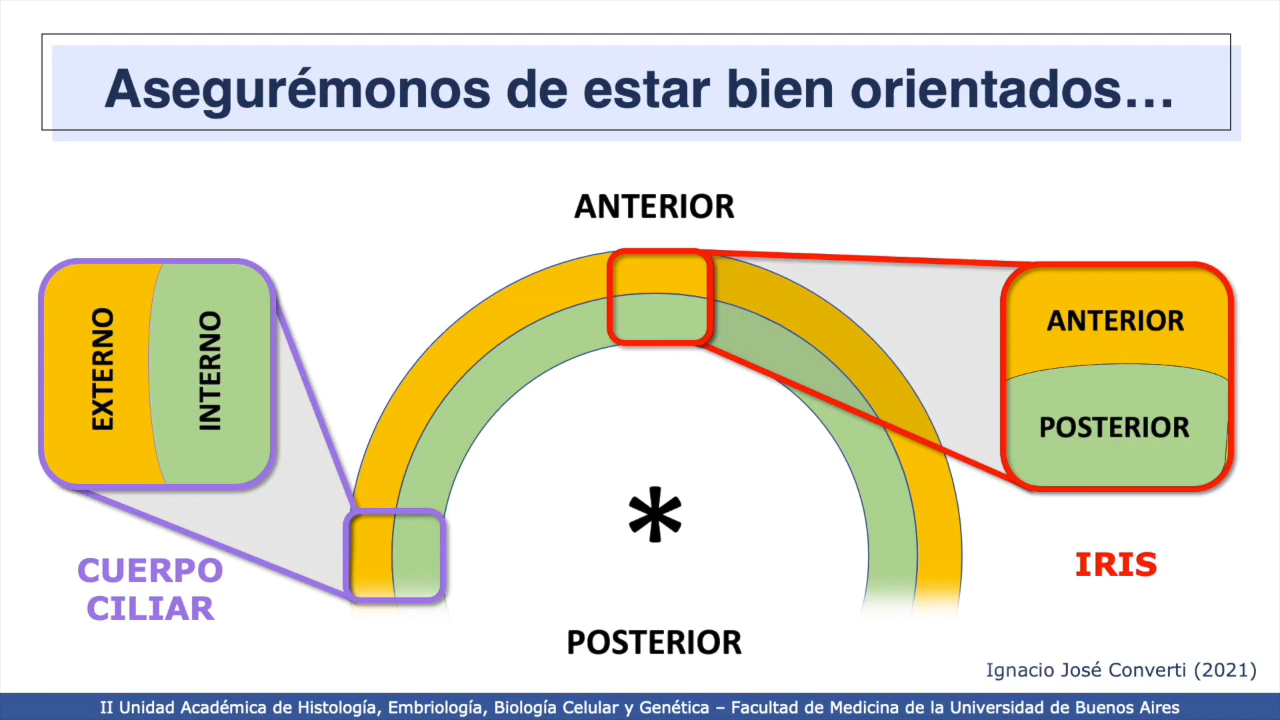 Asegurémonos de estar bien orientados…
ANTERIOR
EXTERNO
INTERNO
ANTERIOR
POSTERIOR
*
CUERPO
CILIAR
IRIS
POSTERIOR
Ignacio José Converti (2021)
II Unidad Académica de Histología, Embriología, Biología Celular y Genética – Facultad de Medicina de la Universidad de Buenos Aires